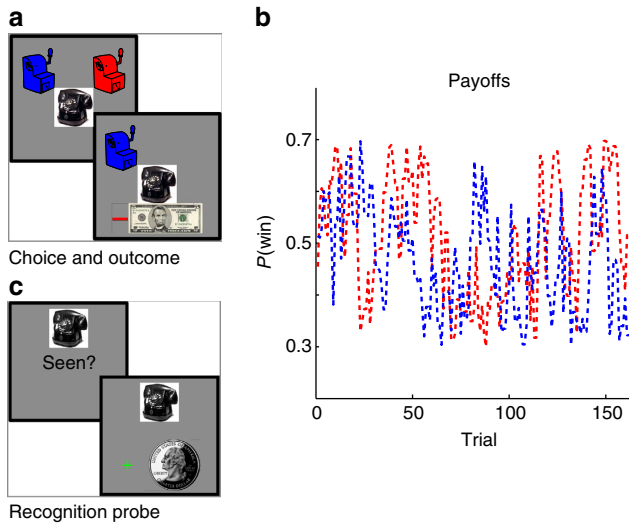 a
Choice and outcome
b
Payoffs
P(win)
0.7
0.5
0.3
0
50
100
150
Trial
c
Seen?
Recognition probe